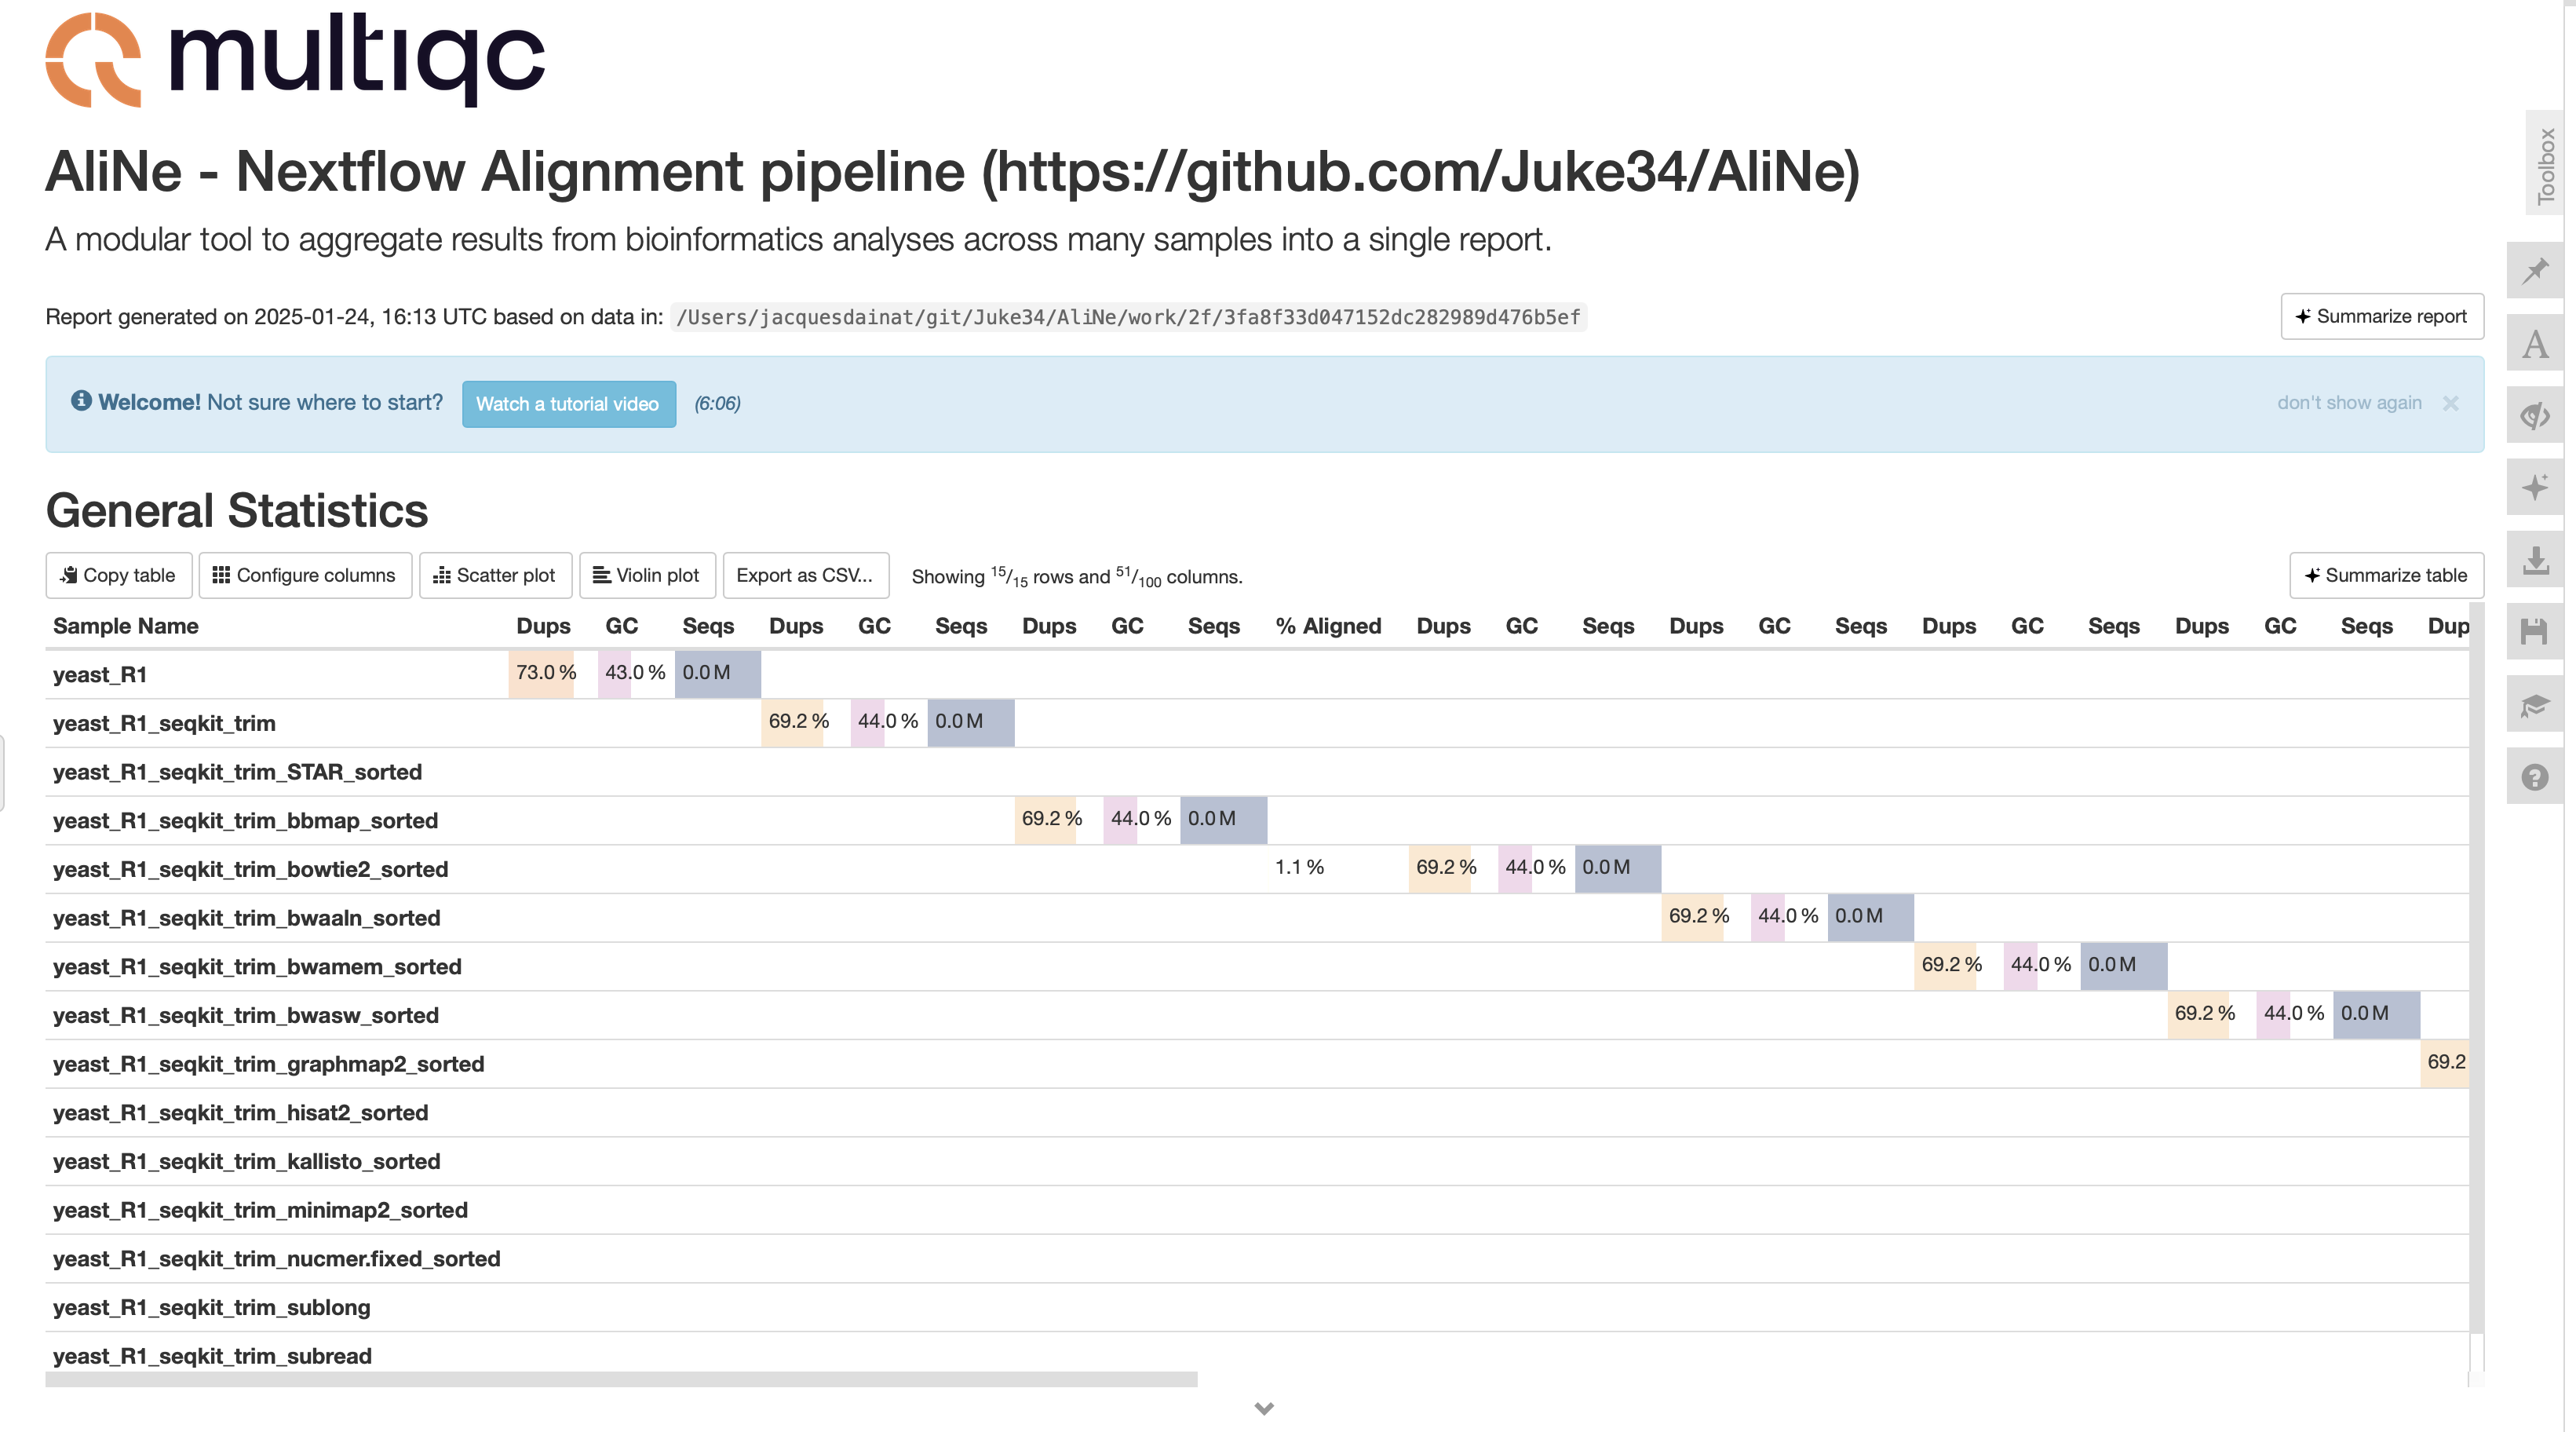 multiqc
AliNe - Nextflow Alignment pipeline (https://github.com/Juke34/AliNe)
A modular tool to aggregate results from bioinformatics analyses across many samples into a single report.
Report generated on 2025-01-24, 16:13 UTC based on data in: /Users/jacquesdainat/git/Juke34/AliNe/work/2f/3fa8f33d047152dc282989d476b5ef
Summarize report
Welcome! Not sure where to start? Watch a tutorial video (6:06) don't show again ×
General Statistics
Copy table Configure columns Scatter plot Violin plot Export as CSV... Showing 15/15 rows and 51/100 columns. Summarize table
Sample Name Dups GC Seqs Dups GC Seqs Dups GC Seqs % Aligned Dups GC Seqs Dups GC Seqs Dups GC Seqs Dups GC Seqs Dup
yeast_R1 73.0 % 43.0 % 0.0 M
yeast_R1_seqkit_trim 69.2 % 44.0 % 0.0 M
yeast_R1_seqkit_trim_STAR_sorted
yeast_R1_seqkit_trim_bbmap_sorted 69.2 % 44.0 % 0.0 M
yeast_R1_seqkit_trim_bowtie2_sorted 1.1 % 69.2 % 44.0 % 0.0 M
yeast_R1_seqkit_trim_bwaaln_sorted 69.2 % 44.0 % 0.0 M
yeast_R1_seqkit_trim_bwamem_sorted 69.2 % 44.0 % 0.0 M
yeast_R1_seqkit_trim_bwasw_sorted 69.2 % 44.0 % 0.0 M
yeast_R1_seqkit_trim_graphmap2_sorted 69.2
yeast_R1_seqkit_trim_hisat2_sorted
yeast_R1_seqkit_trim_kallisto_sorted
yeast_R1_seqkit_trim_minimap2_sorted
yeast_R1_seqkit_trim_nucmer.fixed_sorted
yeast_R1_seqkit_trim_sublong
yeast_R1_seqkit_trim_subread
Toolbox
A